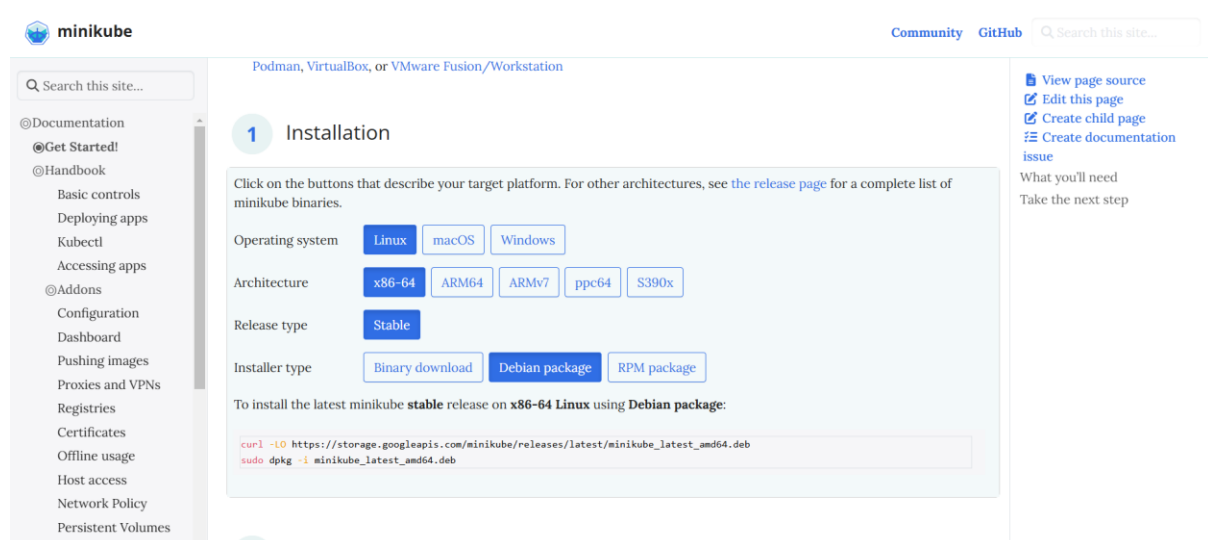 minikube
Community GitHub Search this site...
Search this site...
Documentation
Get Started!
Handbook
Basic controls
Deploying apps
Kubectl
Accessing apps
Addons
Configuration
Dashboard
Pushing images
Proxies and VPNs
Registries
Certificates
Offline usage
Host access
Network Policy
Persistent Volumes
Podman, VirtualBox, or VMware Fusion/Workstation
1 Installation
Click on the buttons that describe your target platform. For other architectures, see the release page for a complete list of
minikube binaries.
Operating system Linux macOS Windows
Architecture x86-64 ARM64 ARMv7 ppc64 S390x
Release type Stable
Installer type Binary download Debian package RPM package
To install the latest minikube stable release on x86-64 Linux using Debian package:
curl -LO https://storage.googleapis.com/minikube/releases/latest/minikube_latest_amd64.deb
sudo dpkg -i minikube_latest_amd64.deb
View page source
Edit this page
Create child page
Create documentation
issue
What you'll need
Take the next step